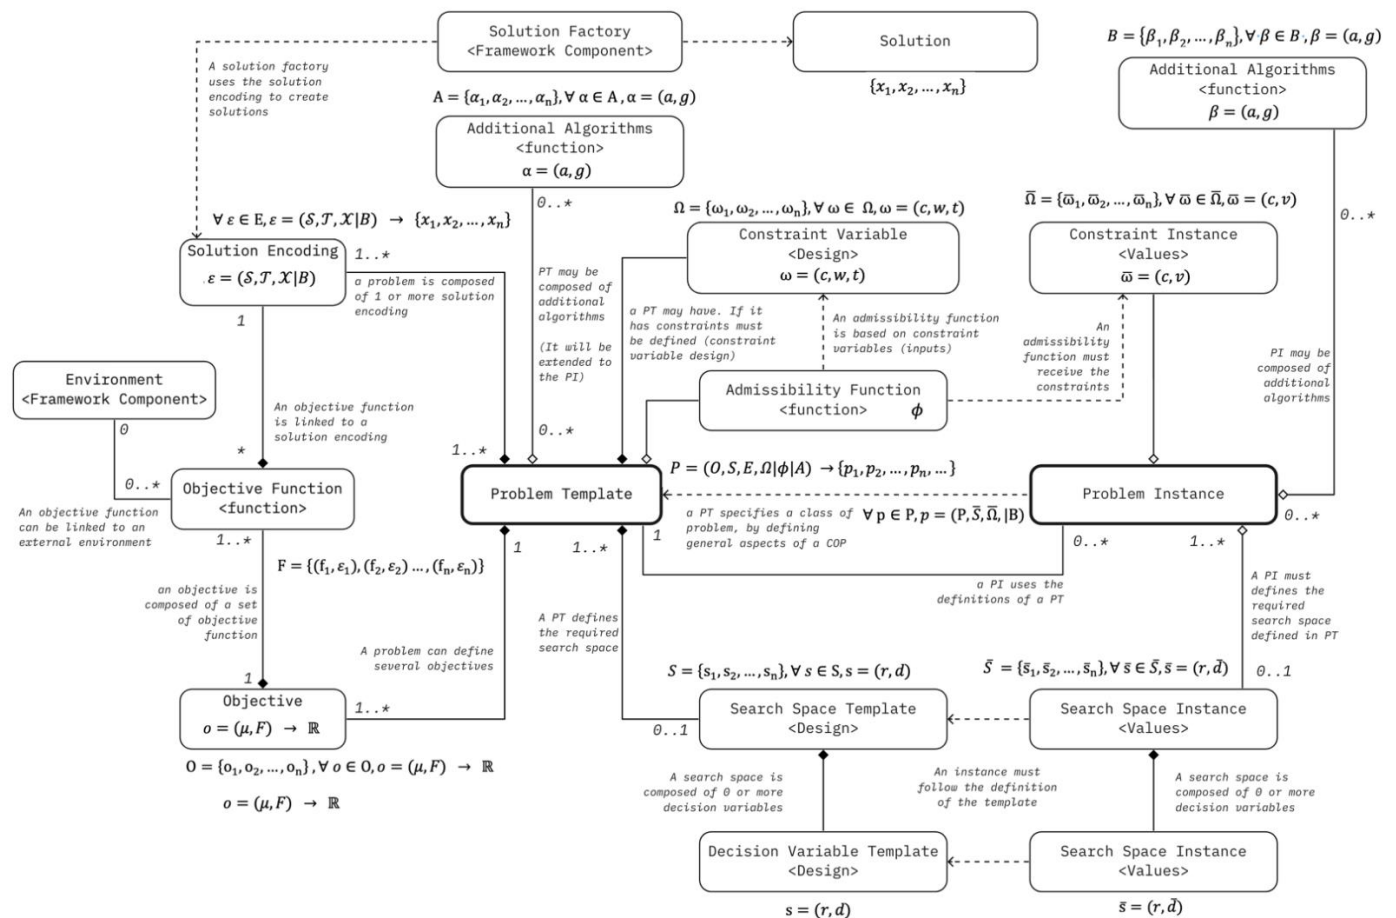 Solution Factory
<Framework Component>
Solution
{x₁, x₂, ..., xₙ}
B = {β₁, β₂, ..., βₙ}, ∀ β ∈ B, β = (a, g)
Additional Algorithms
<function>
β = (a, g)
A solution factory
uses the solution
encoding to create
solutions
A = {α₁, α₂, ..., αₙ}, ∀ α ∈ A, α = (a, g)
Additional Algorithms
<function>
α = (a, g)
0..*
0..*
∀ ε ∈ E, ε = (𝒮, 𝒯, 𝒳|B) → {x₁, x₂, ..., xₙ}
Solution Encoding
.ε = (𝒮, 𝒯, 𝒳|B)
1..*
a problem is composed
of 1 or more solution
encoding
1
PT may be
composed of
additional
algorithms
(It will be
extended to
the PI)
0..*
Ω = {ω₁, ω₂, ..., ωₙ}, ∀ ω ∈ Ω, ω = (c, w, t)
Constraint Variable
<Design>
ω = (c, w, t)
Ω̅ = {ω̅₁, ω̅₂, ..., ω̅ₙ}, ∀ ω̅ ∈ Ω̅, ω̅ = (c, v)
Constraint Instance
<Values>
ω̅ = (c, v)
a PT may have. If it
has constraints must
be defined (constraint
variable design)
An admissibility function
is based on constraint
variables (inputs)
An
admissibility
function must
receive the
constraints
PI may be
composed of
additional
algorithms
Admissibility Function
<function> ϕ
Environment
<Framework Component>
0
0..*
An objective function
can be linked to an
external environment
An objective function
is linked to a
solution encoding
*
Objective Function
<function>
1..*
1..*
Problem Template
P = (O, S, E, Ω|ϕ|A) → {p₁, p₂, ..., pₙ, ... }
a PT specifies a class of
problem, by defining
general aspects of a COP
∀ p ∈ P, p = (P, S̅, Ω̅, |B)
Problem Instance
0..*
1
1..*
1
0..*
1..*
F = {(f₁, ε₁), (f₂, ε₂) ..., (fₙ, εₙ)}
an objective is
composed of a set
of objective
function
a PI uses the
definitions of a PT
A PI must
defines the
required
search space
defined in PT
A problem can define
several objectives
A PT defines
the required
search space
1
Objective
o = (μ, F) → ℝ
1..*
O = {o₁, o₂, ..., oₙ}, ∀ o ∈ O, o = (μ, F) → ℝ
o = (μ, F) → ℝ
S = {s₁, s₂, ..., sₙ}, ∀ s ∈ S, s = (r, d)
Search Space Template
<Design>
0..1
S̅ = {s̅₁, s̅₂, ..., s̅ₙ}, ∀ s̅ ∈ S̅, s̅ = (r, d̅)
Search Space Instance
<Values>
0..1
A search space is
composed of 0 or more
decision variables
An instance must
follow the definition
of the template
A search space is
composed of 0 or more
decision variables
Decision Variable Template
<Design>
s = (r, d)
Search Space Instance
<Values>
s̅ = (r, d̅)